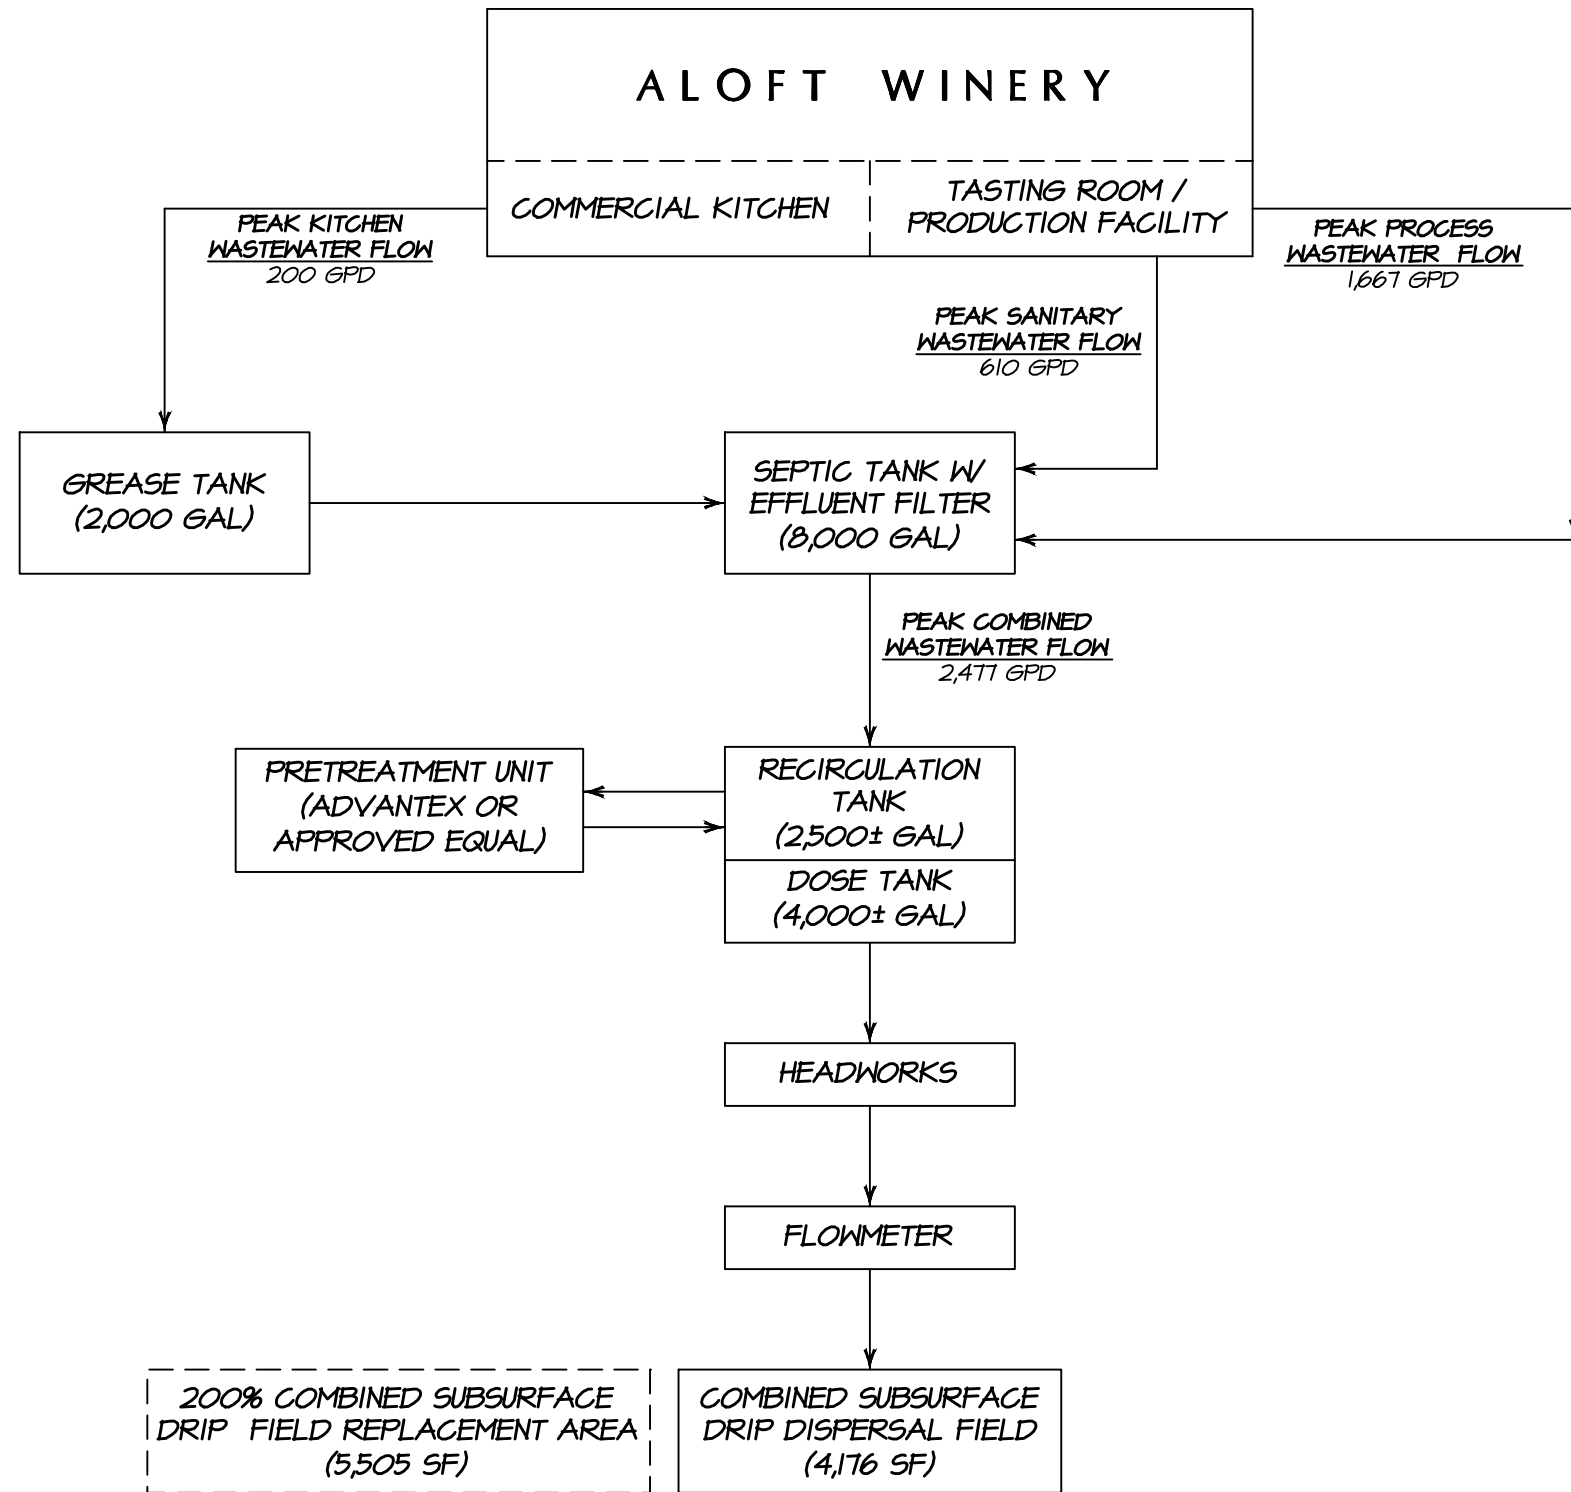 ALOFT WINERY
COMMERCIAL KITCHEN
TASTING ROOM /
PRODUCTION FACILITY
PEAK KITCHEN
WASTEWATER FLOW
200 GPD
PEAK PROCESS
WASTEWATER FLOW
1,667 GPD
PEAK SANITARY
WASTEWATER FLOW
610 GPD
GREASE TANK
(2,000 GAL)
SEPTIC TANK W/
EFFLUENT FILTER
(8,000 GAL)
PEAK COMBINED
WASTEWATER FLOW
2,477 GPD
PRETREATMENT UNIT
(ADVANTEX OR
APPROVED EQUAL)
RECIRCULATION
TANK
(2,500± GAL)
DOSE TANK
(4,000± GAL)
HEADWORKS
FLOWMETER
200% COMBINED SUBSURFACE
DRIP FIELD REPLACEMENT AREA
(5,505 SF)
COMBINED SUBSURFACE
DRIP DISPERSAL FIELD
(4,176 SF)